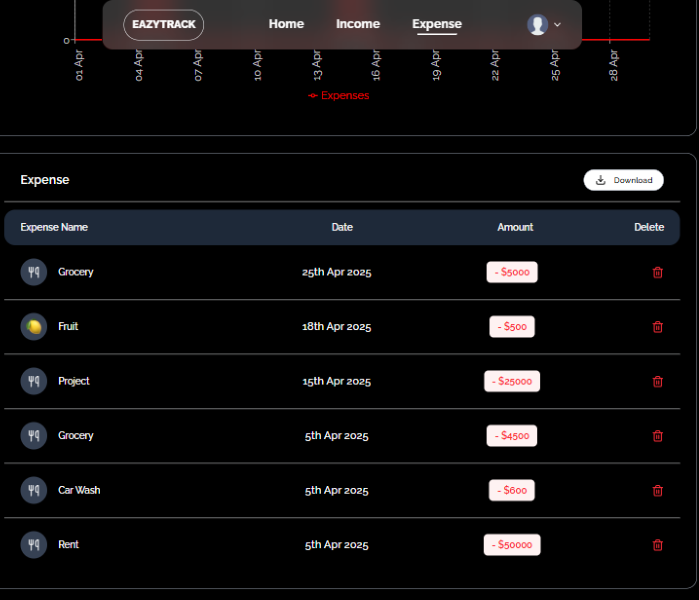 EAZYTRACK Home Income Expense
0
01 Apr 04 Apr 07 Apr 10 Apr 13 Apr 16 Apr 19 Apr 22 Apr 25 Apr 28 Apr
Expenses
Expense Download
Expense Name Date Amount Delete
Grocery 25th Apr 2025 - $5000
Fruit 18th Apr 2025 - $500
Project 15th Apr 2025 - $25000
Grocery 5th Apr 2025 - $4500
Car Wash 5th Apr 2025 - $600
Rent 5th Apr 2025 - $50000